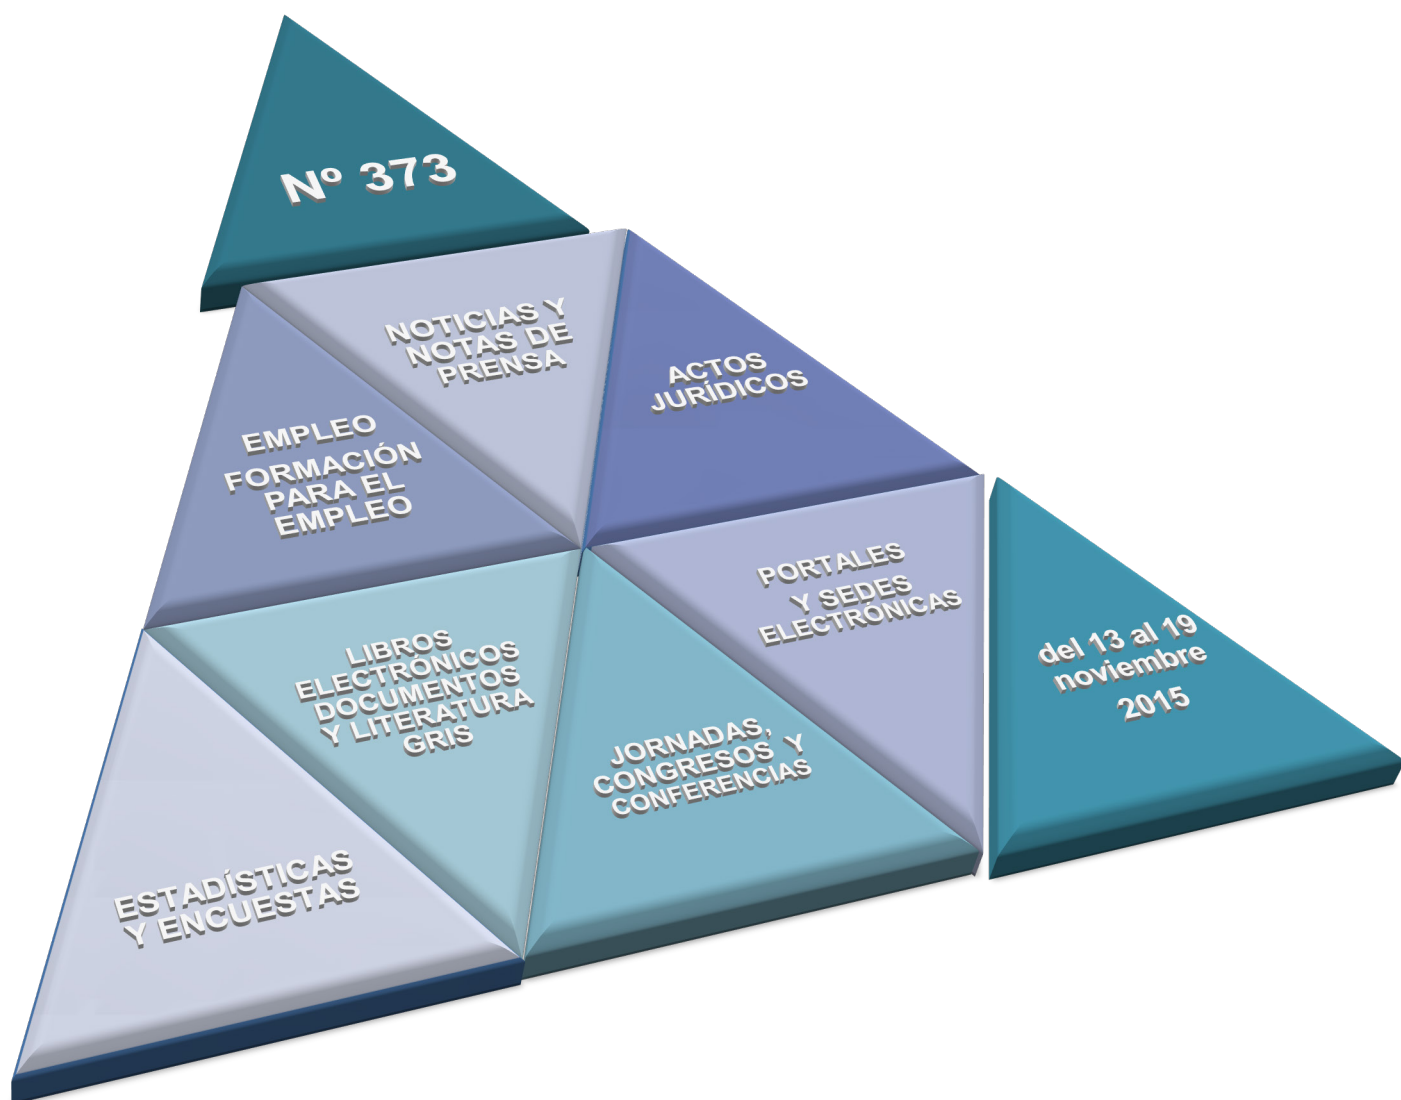 Nº 373
NOTICIAS Y
NOTAS DE
PRENSA
ACTOS
JURÍDICOS
EMPLEO
FORMACIÓN
PARA EL
EMPLEO
PORTALES
Y SEDES
ELECTRÓNICAS
del 13 al 19
noviembre
2015
LIBROS
ELECTRÓNICOS
DOCUMENTOS
Y LITERATURA
GRIS
JORNADAS,
CONGRESOS Y
CONFERENCIAS
ESTADÍSTICAS
Y ENCUESTAS